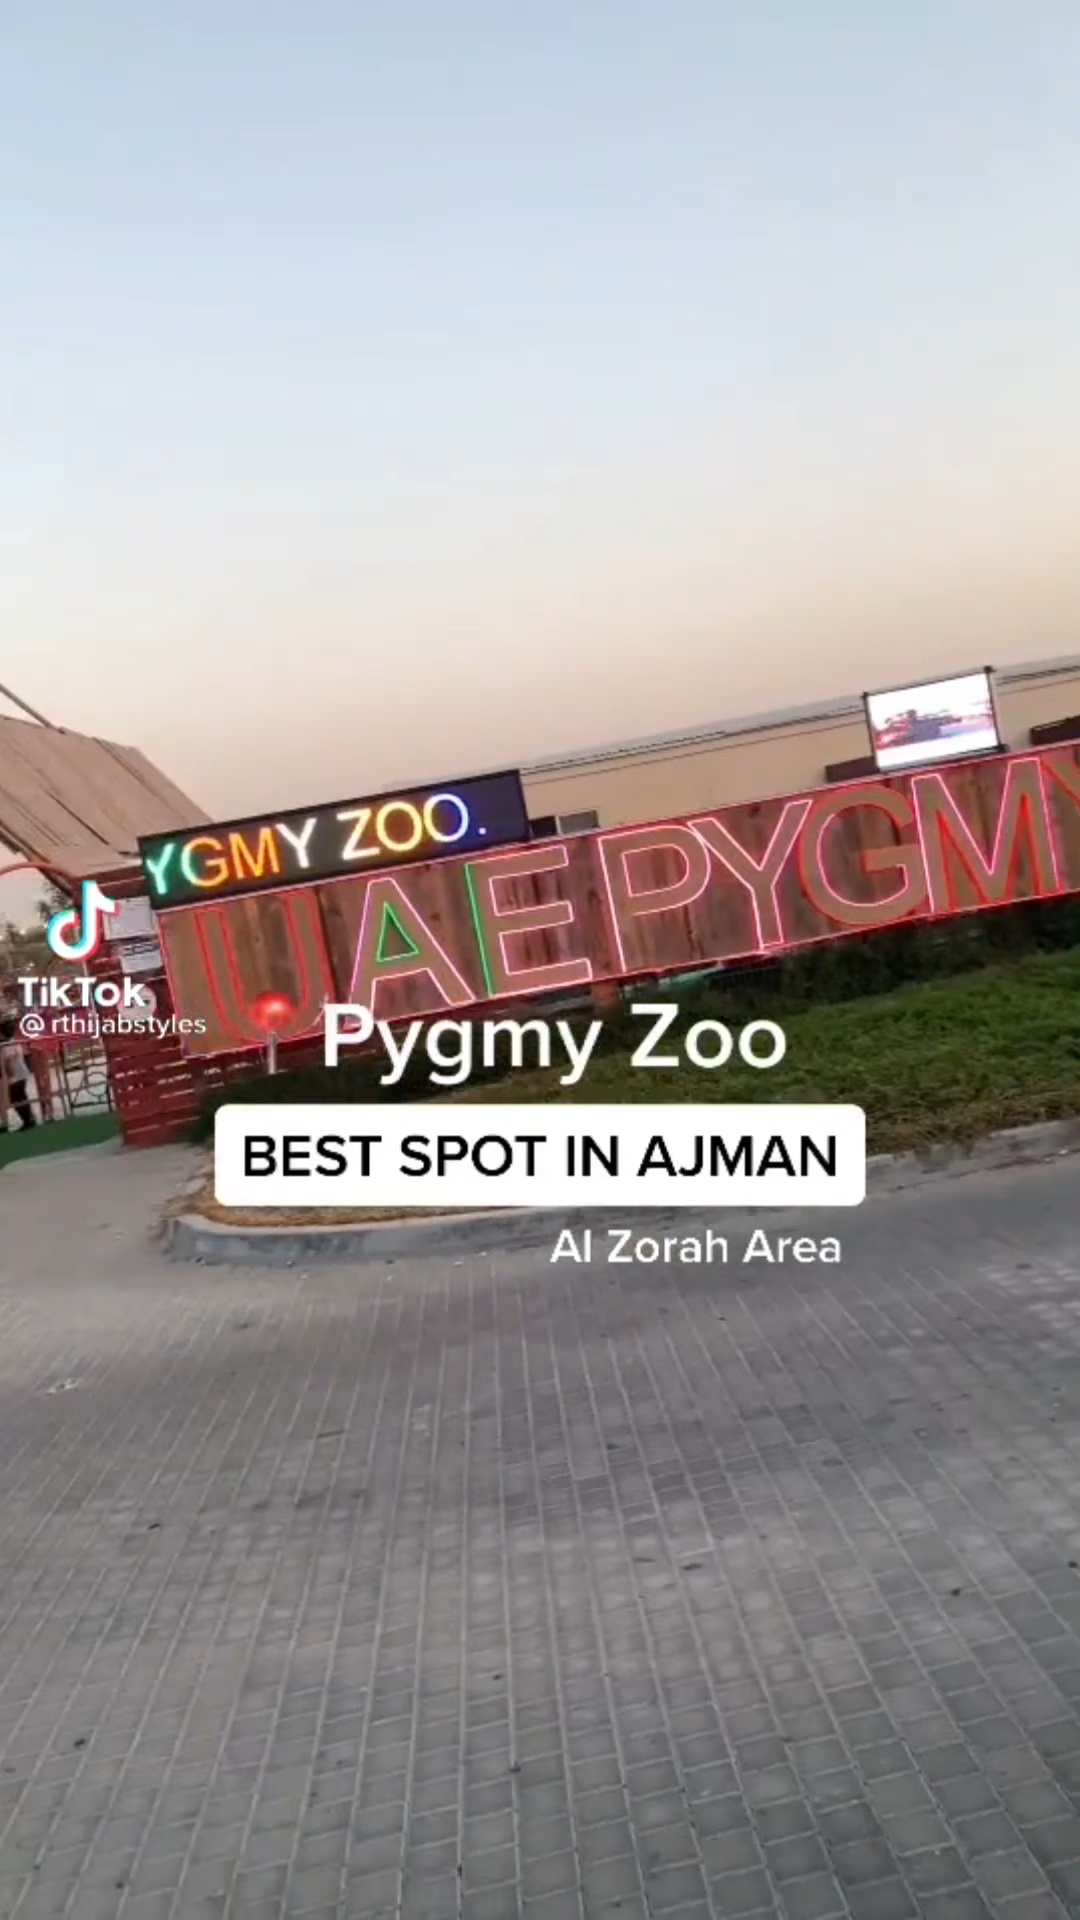 YGMY ZOO.
UAE PYGMY
TikTok
@rthijabstyles
Pygmy Zoo
BEST SPOT IN AJMAN
Al Zorah Area